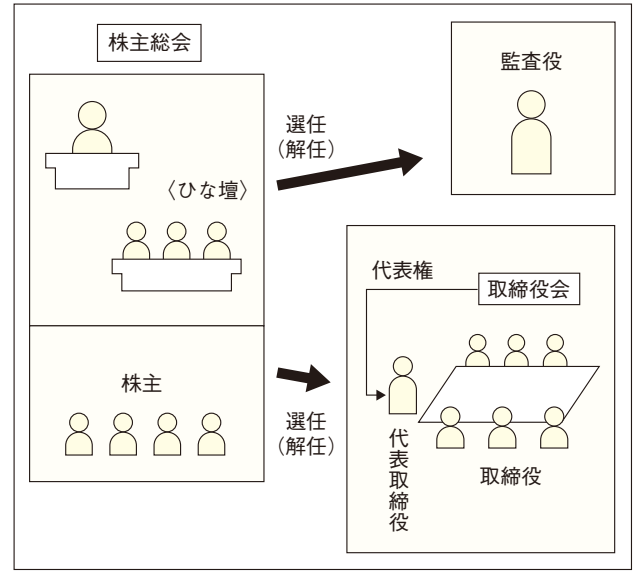 株主総会
〈ひな壇〉
株主
選任
（解任）
監査役
選任
（解任）
代表権
取締役会
代表取締役
取締役